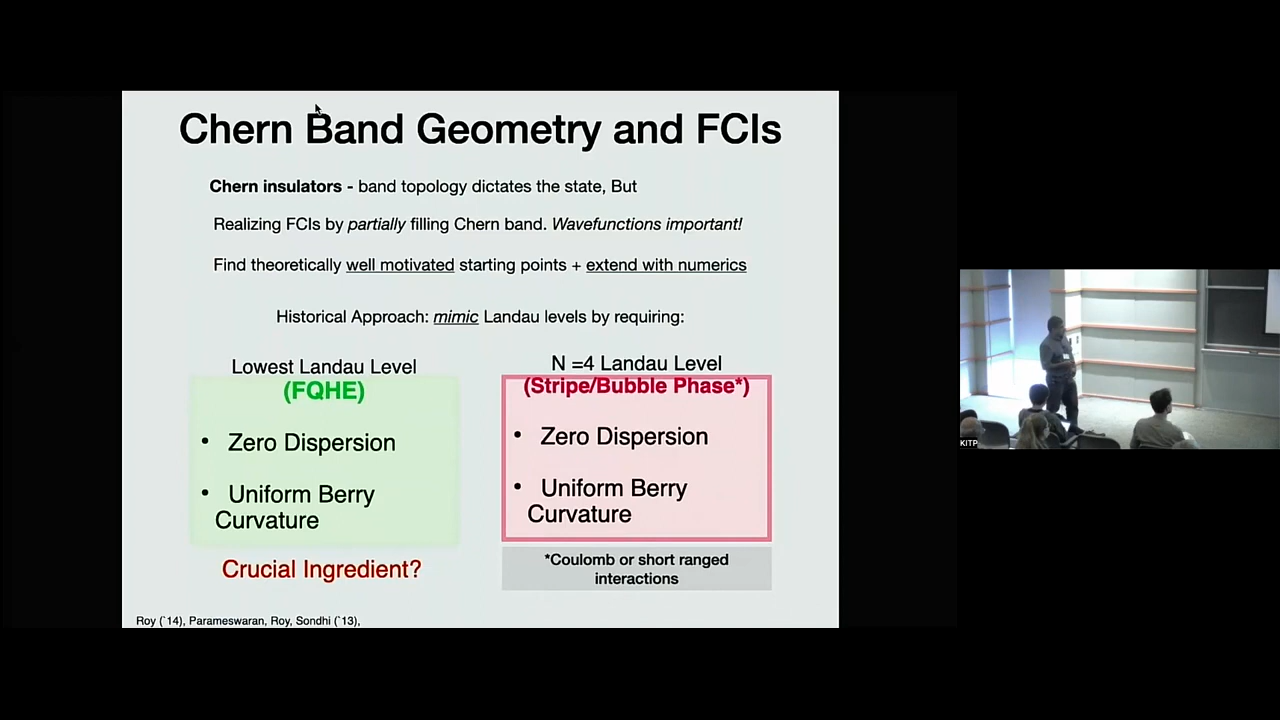 Chern Band Geometry and FCIs
Chern insulators - band topology dictates the state, But
Realizing FCIs by partially filling Chern band. Wavefunctions important!
Find theoretically well motivated starting points + extend with numerics
Historical Approach: mimic Landau levels by requiring:
Lowest Landau Level
(FQHE)
• Zero Dispersion
• Uniform Berry
Curvature
Crucial Ingredient?
N =4 Landau Level
(Stripe/Bubble Phase*)
• Zero Dispersion
• Uniform Berry
Curvature
*Coulomb or short ranged
interactions
Roy (`14), Parameswaran, Roy, Sondhi (`13),
KITP